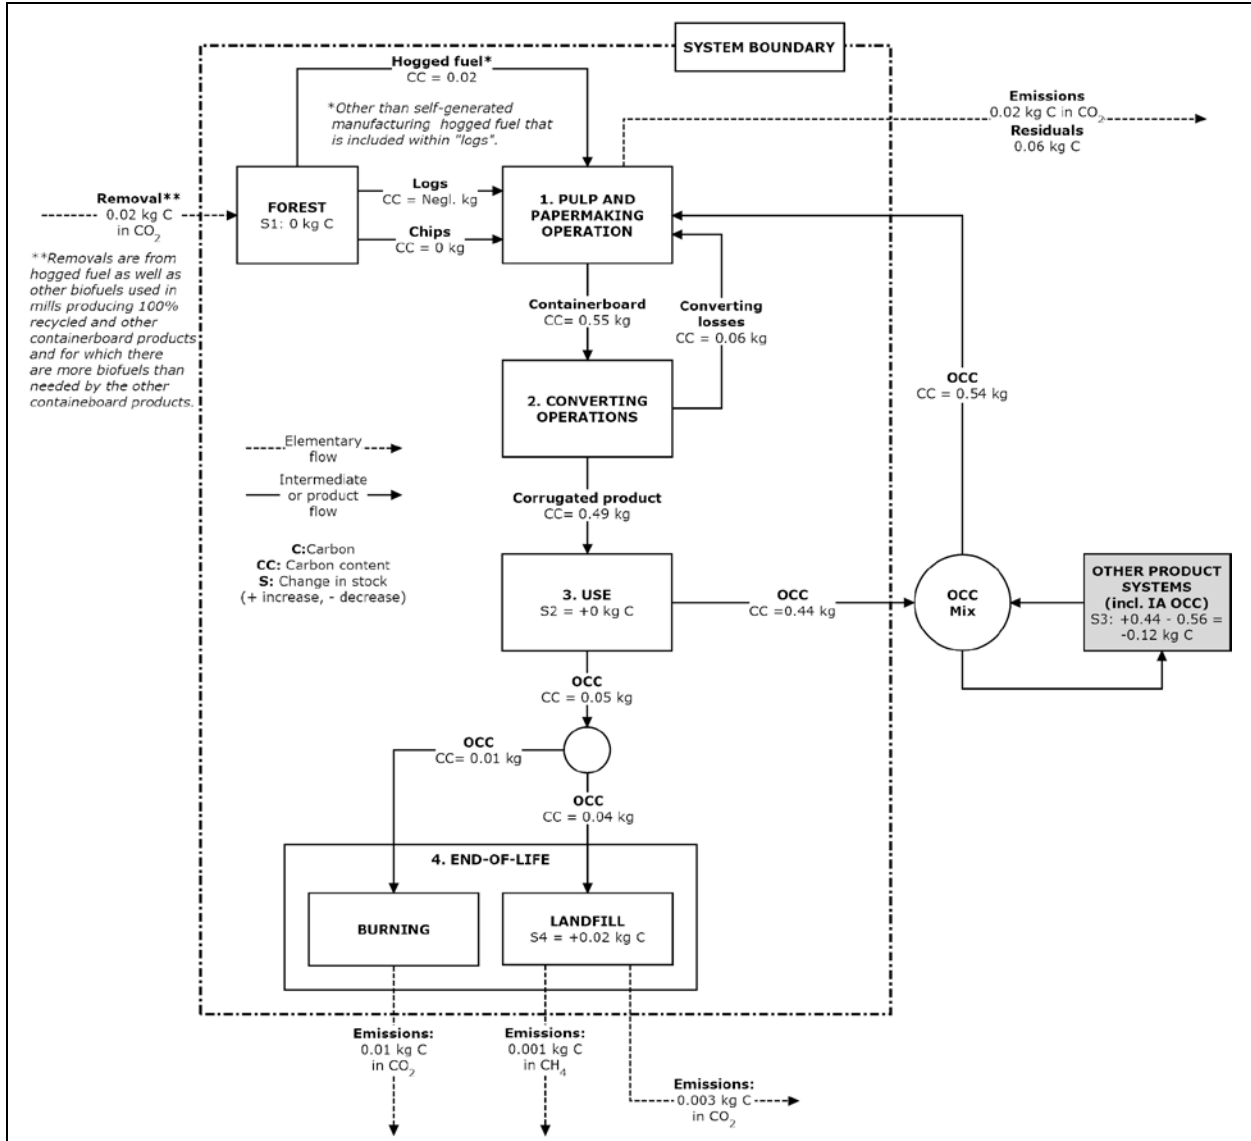 SYSTEM BOUNDARY
Hogged fuel*
CC = 0.02
*Other than self-generated
manufacturing hogged fuel that
is included within "logs".
Emissions
0.02 kg C in CO2
Residuals
0.06 kg C
Removal**
0.02 kg C
in CO2
**Removals are from
hogged fuel as well as
other biofuels used in
mills producing 100%
recycled and other
containerboard products
and for which there
are more biofuels than
needed by the other
containeboard products.
FOREST
S1: 0 kg C
Logs
CC = Negl. kg
Chips
CC = 0 kg
1. PULP AND
PAPERMAKING
OPERATION
Containerboard
CC= 0.55 kg
Converting
losses
CC = 0.06 kg
2. CONVERTING
OPERATIONS
OCC
CC = 0.54 kg
Elementary
flow
Intermediate
or product
flow
C:Carbon
CC: Carbon content
S: Change in stock
(+ increase, - decrease)
Corrugated product
CC= 0.49 kg
3. USE
S2 = +0 kg C
OCC
CC =0.44 kg
OCC
Mix
OTHER PRODUCT
SYSTEMS
(incl. IA OCC)
S3: +0.44 - 0.56 =
-0.12 kg C
OCC
CC = 0.05 kg
OCC
CC= 0.01 kg
OCC
CC = 0.04 kg
4. END-OF-LIFE
BURNING
LANDFILL
S4 = +0.02 kg C
Emissions:
0.01 kg C
in CO2
Emissions:
0.001 kg C
in CH4
Emissions:
0.003 kg C
in CO2